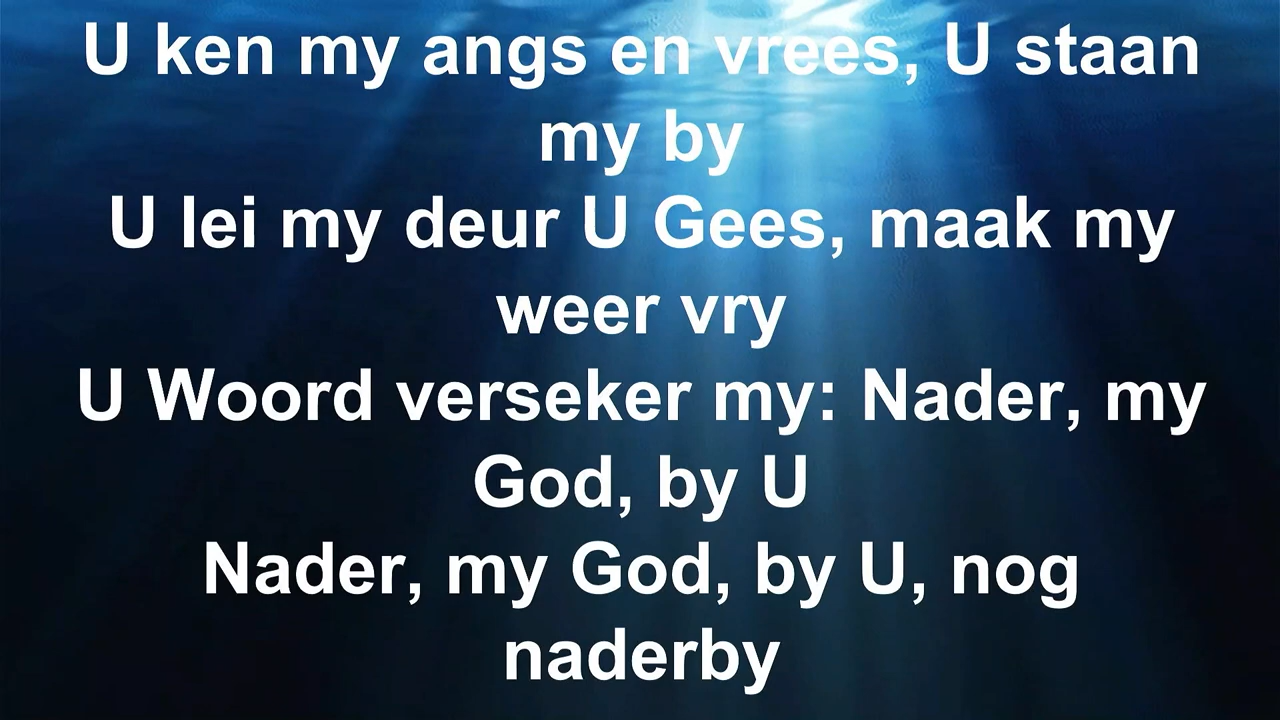 U ken my angs en vrees, U staan
my by
U lei my deur U Gees, maak my
weer vry
U Woord verseker my: Nader, my
God, by U
Nader, my God, by U, nog
naderby